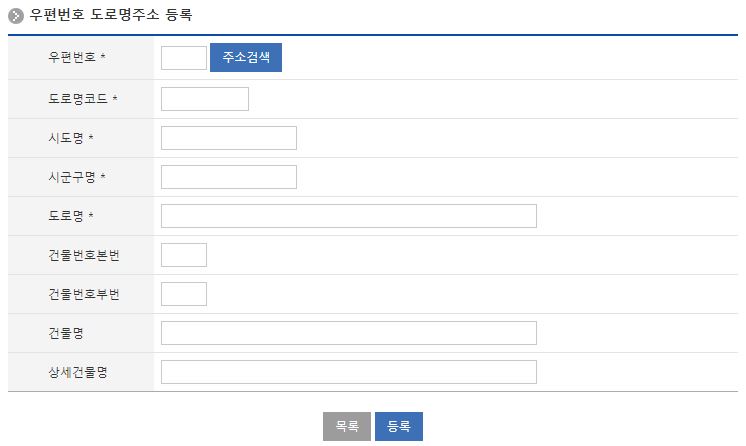 우편번호 도로명주소 등록
우편번호 * 주소검색
도로명코드 *
시도명 *
시군구명 *
도로명 *
건물번호본번
건물번호부번
건물명
상세건물명
목록 등록